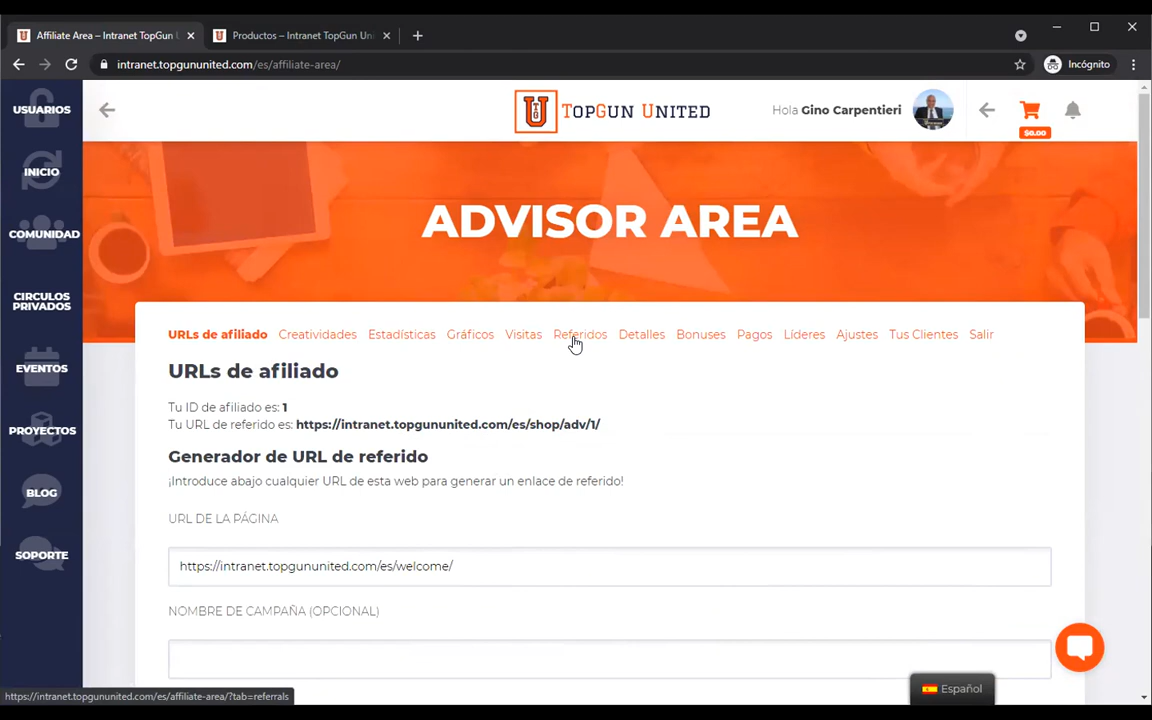 Affiliate Area – Intranet TopGun U
Productos – Intranet TopGun Uni
intranet.topgununited.com/es/affiliate-area/
Incógnito
USUARIOS
INICIO
COMUNIDAD
CIRCULOS
PRIVADOS
EVENTOS
PROYECTOS
BLOG
SOPORTE
TOPGUN UNITED
Hola Gino Carpentieri
$0.00
ADVISOR AREA
URLs de afiliado Creatividades Estadísticas Gráficos Visitas Referidos Detalles Bonuses Pagos Líderes Ajustes Tus Clientes Salir
URLs de afiliado
Tu ID de afiliado es: 1
Tu URL de referido es: https://intranet.topgununited.com/es/shop/adv/1/
Generador de URL de referido
¡Introduce abajo cualquier URL de esta web para generar un enlace de referido!
URL DE LA PÁGINA
https://intranet.topgununited.com/es/welcome/
NOMBRE DE CAMPAÑA (OPCIONAL)
Español
https://intranet.topgununited.com/es/affiliate-area/?tab=referrals